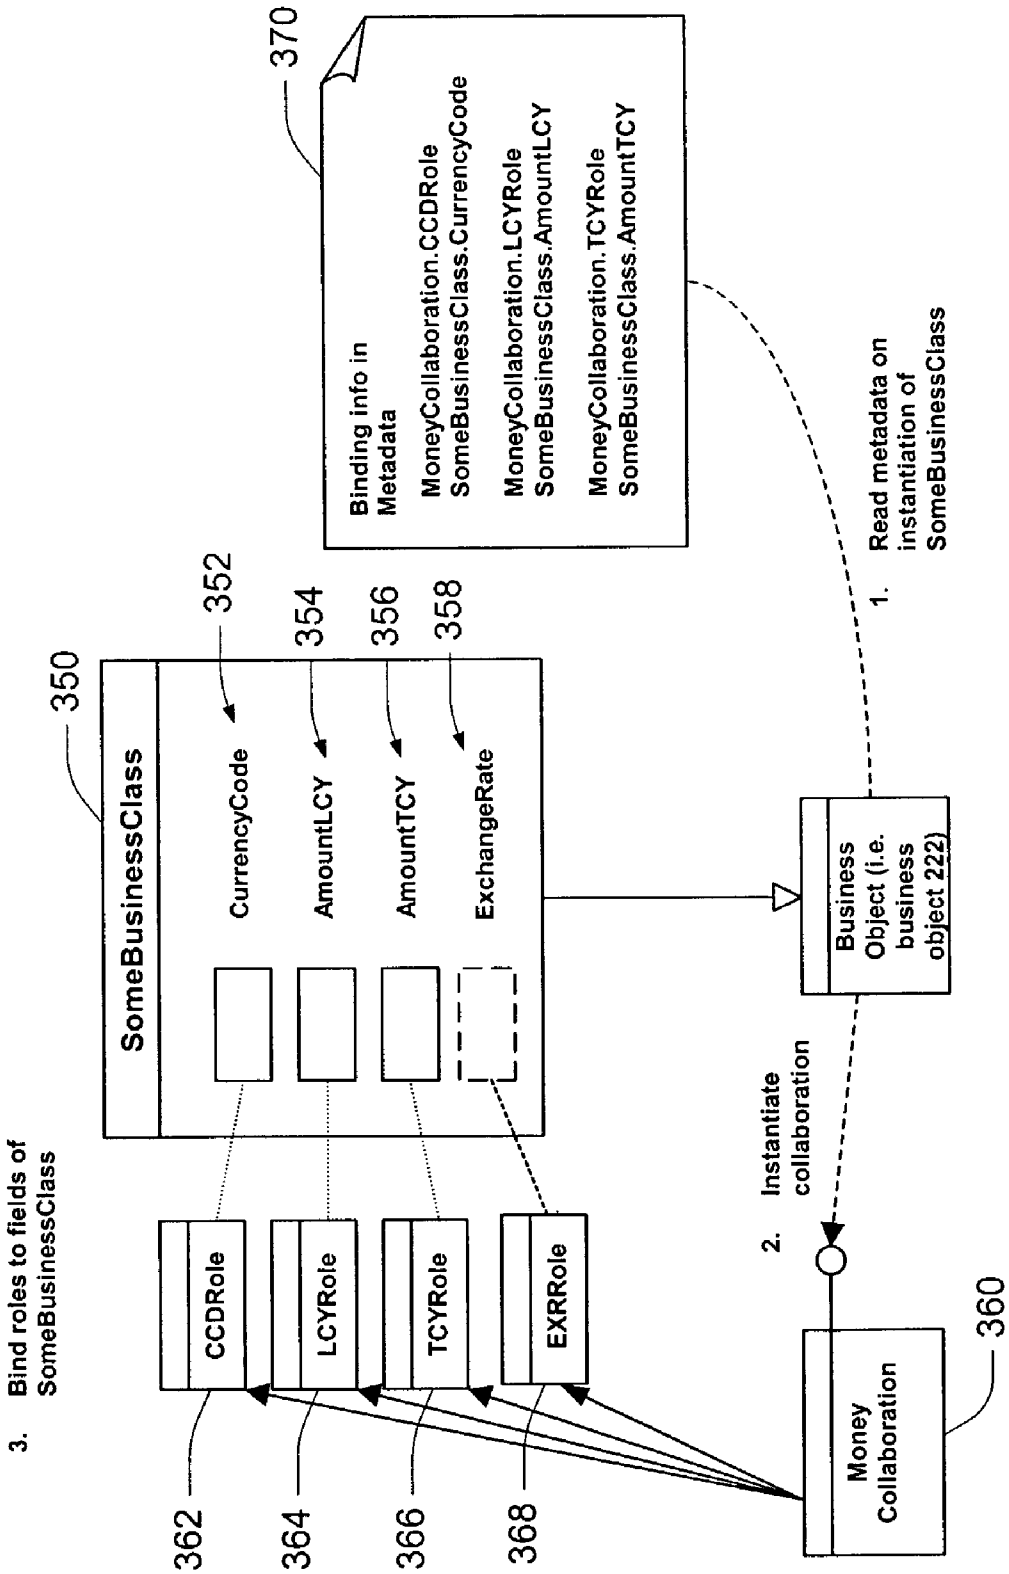 3. Bind roles to fields of
SomeBusinessClass
350
SomeBusinessClass
362
CCDRole
CurrencyCode
352
364
LCYRole
AmountLCY
354
366
TCYRole
AmountTCY
356
368
EXRRole
ExchangeRate
358
370
Binding info in
Metadata
MoneyCollaboration.CCDRole
SomeBusinessClass.CurrencyCode
MoneyCollaboration.LCYRole
SomeBusinessClass.AmountLCY
MoneyCollaboration.TCYRole
SomeBusinessClass.AmountTCY
2. Instantiate
collaboration
1. Read metadata on
instantiation of
SomeBusinessClass
Money
Collaboration
360
Business
Object (i.e.
business
object 222)